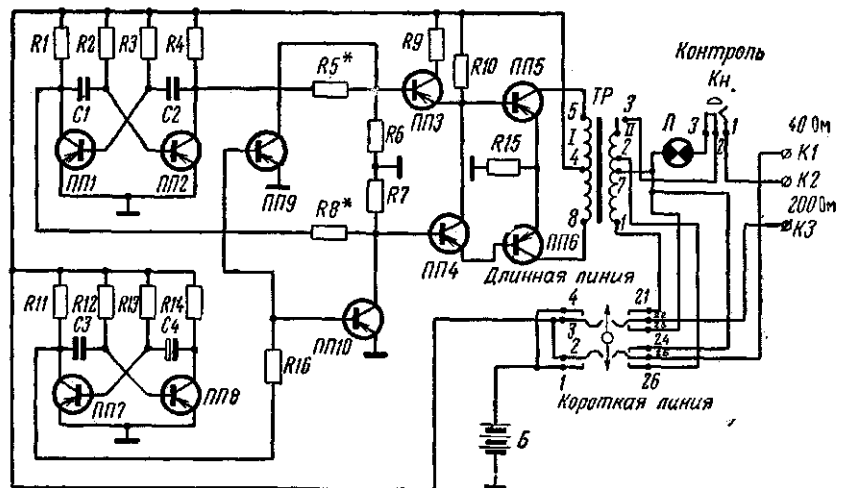 R1
R2
R3
R4
C1
C2
ПП1
ПП2
R5*
R9
R10
ПП3
ПП5
ПП9
R6
R7
R15
R8*
ПП4
ПП6
ТР
5
I
4
8
3
II
2
7
1
Контроль
Кн.
Л
3
2
1
40 Ом
К1
К2
200 Ом
К3
R11
R12
R13
R14
C3
C4
ПП7
ПП8
R16
ПП10
Длинная линия
4
3
2
1
21
24
26
Короткая линия
Б